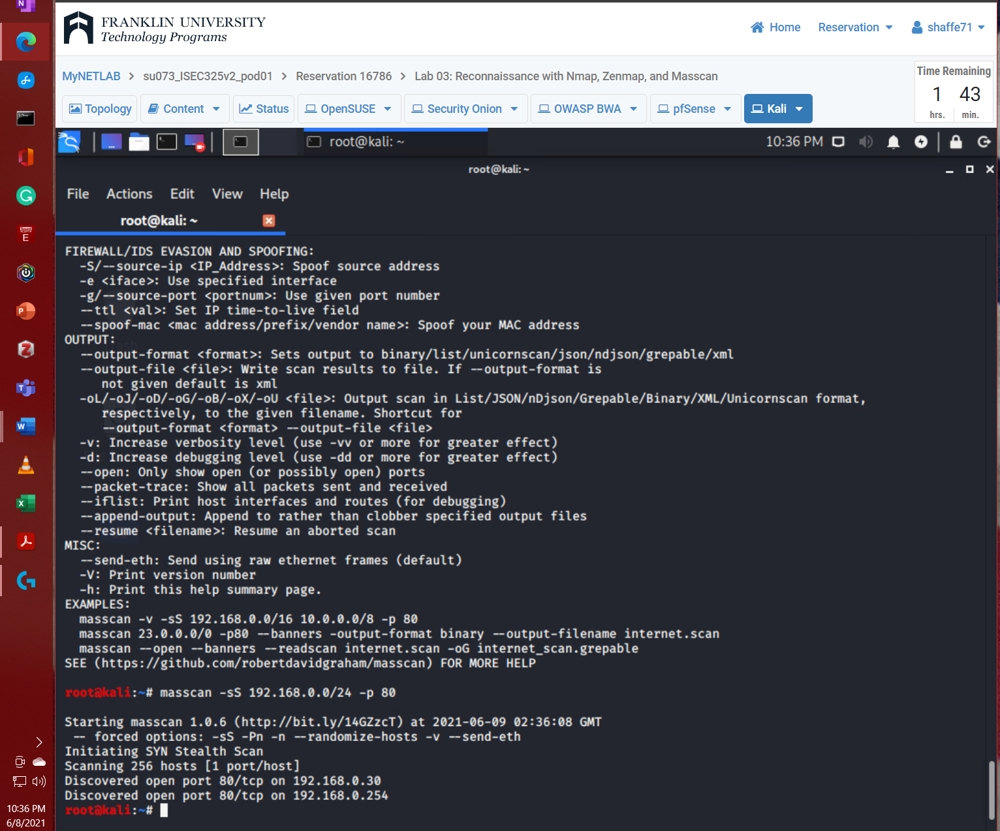 FRANKLIN UNIVERSITY
Technology Programs
Home
Reservation
shaffe71
MyNETLAB > su073_ISEC325v2_pod01 > Reservation 16786 > Lab 03: Reconnaissance with Nmap, Zenmap, and Masscan
Time Remaining
1 43
hrs. min.
Topology
Content
Status
OpenSUSE
Security Onion
OWASP BWA
pfSense
Kali
root@kali: ~
10:36 PM
root@kali: ~
File Actions Edit View Help
root@kali: ~
FIREWALL/IDS EVASION AND SPOOFING:
-S/--source-ip <IP_Address>: Spoof source address
-e <iface>: Use specified interface
-g/--source-port <portnum>: Use given port number
--ttl <val>: Set IP time-to-live field
--spoof-mac <mac address/prefix/vendor name>: Spoof your MAC address
OUTPUT:
--output-format <format>: Sets output to binary/list/unicornscan/json/ndjson/grepable/xml
--output-file <file>: Write scan results to file. If --output-format is
not given default is xml
-oL/-oJ/-oD/-oG/-oB/-oX/-oU <file>: Output scan in List/JSON/nDjson/Grepable/Binary/XML/Unicornscan format,
respectively, to the given filename. Shortcut for
--output-format <format> --output-file <file>
-v: Increase verbosity level (use -vv or more for greater effect)
-d: Increase debugging level (use -dd or more for greater effect)
--open: Only show open (or possibly open) ports
--packet-trace: Show all packets sent and received
--iflist: Print host interfaces and routes (for debugging)
--append-output: Append to rather than clobber specified output files
--resume <filename>: Resume an aborted scan
MISC:
--send-eth: Send using raw ethernet frames (default)
-V: Print version number
-h: Print this help summary page.
EXAMPLES:
masscan -v -sS 192.168.0.0/16 10.0.0.0/8 -p 80
masscan 23.0.0.0/0 -p80 --banners -output-format binary --output-filename internet.scan
masscan --open --banners --readscan internet.scan -oG internet_scan.grepable
SEE (https://github.com/robertdavidgraham/masscan) FOR MORE HELP
root@kali:~# masscan -sS 192.168.0.0/24 -p 80
Starting masscan 1.0.6 (http://bit.ly/14GZzcT) at 2021-06-09 02:36:08 GMT
-- forced options: -sS -Pn -n --randomize-hosts -v --send-eth
Initiating SYN Stealth Scan
Scanning 256 hosts [1 port/host]
Discovered open port 80/tcp on 192.168.0.30
Discovered open port 80/tcp on 192.168.0.254
root@kali:~#
10:36 PM
6/8/2021